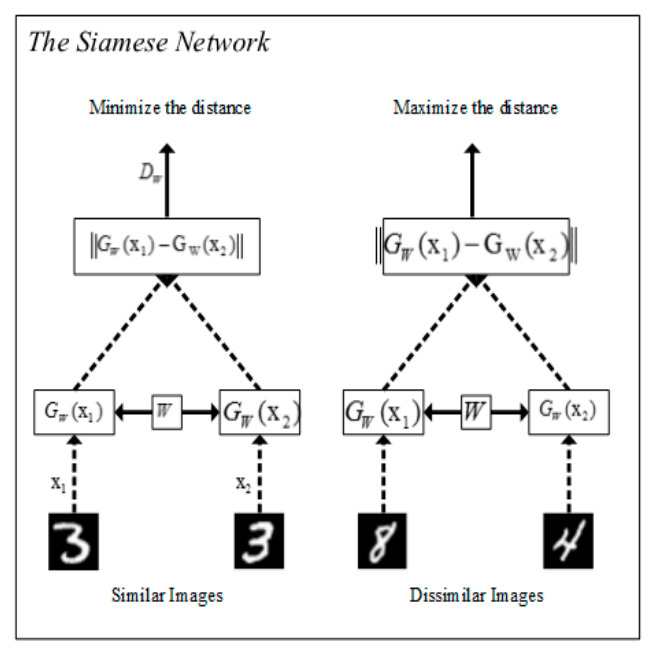 The Siamese Network
Minimize the distance
Maximize the distance
D_w
||G_w(x_1)−G_W(x_2)||
||G_W(x_1)−G_W(x_2)||
G_w(x_1)
W
G_W(x_2)
G_W(x_1)
W
G_w(x_2)
x_1
x_2
3
3
8
4
Similar Images
Dissimilar Images